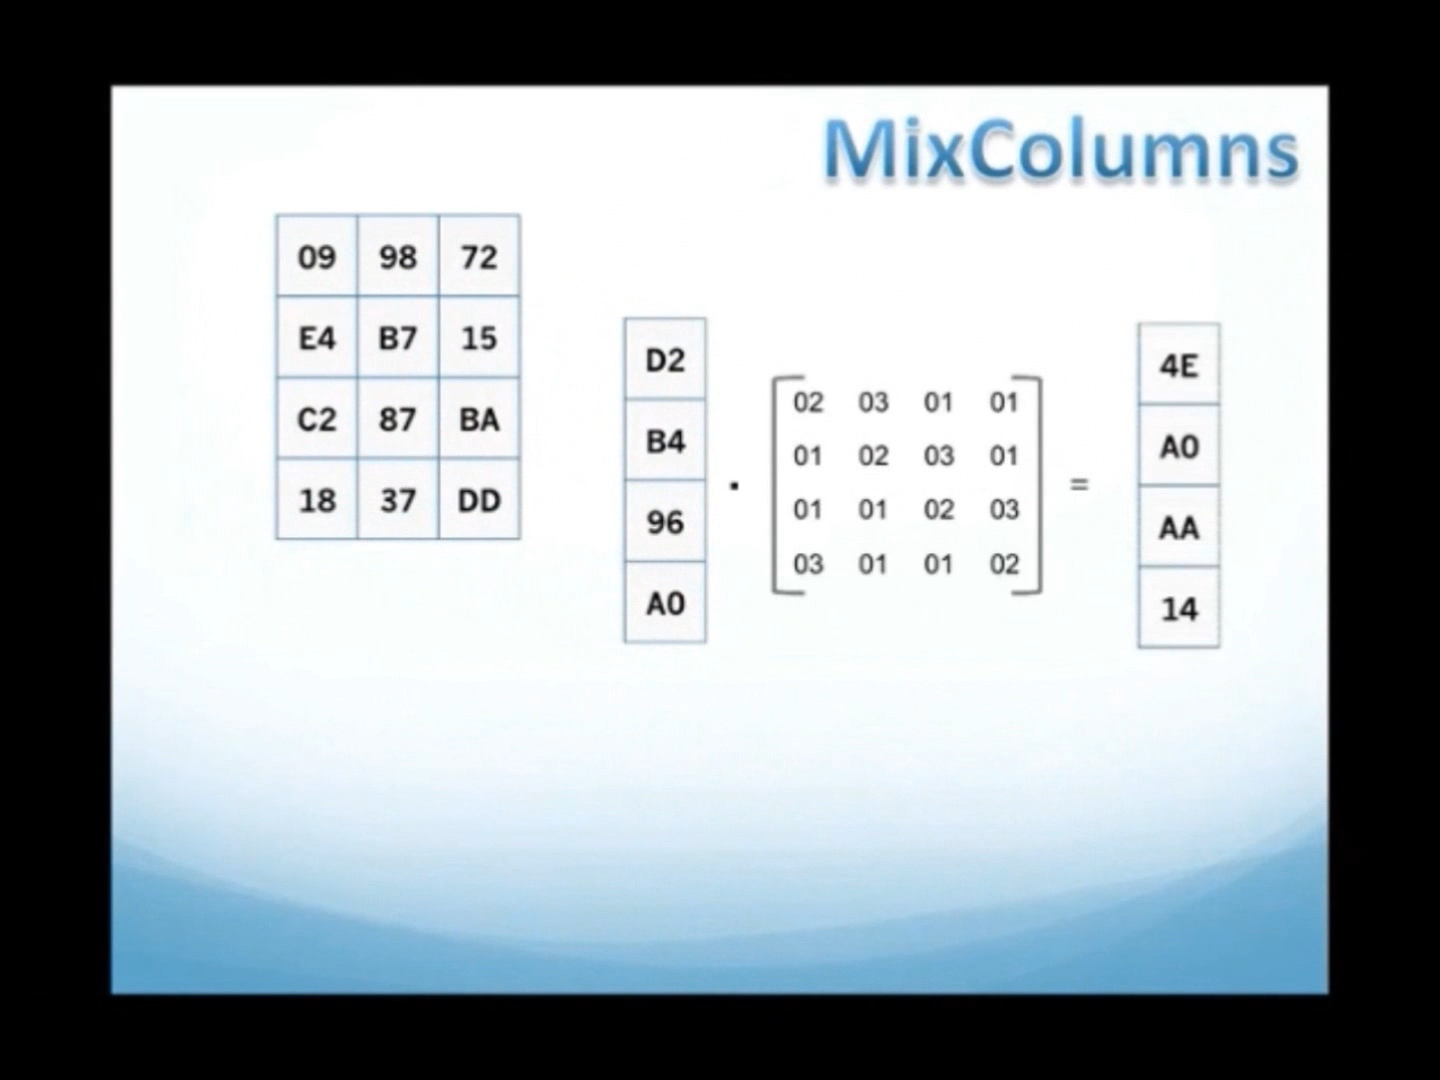 MixColumns
09 98 72
E4 B7 15
C2 87 BA
18 37 DD
D2
B4
96
A0
.
02 03 01 01
01 02 03 01
01 01 02 03
03 01 01 02
=
4E
A0
AA
14